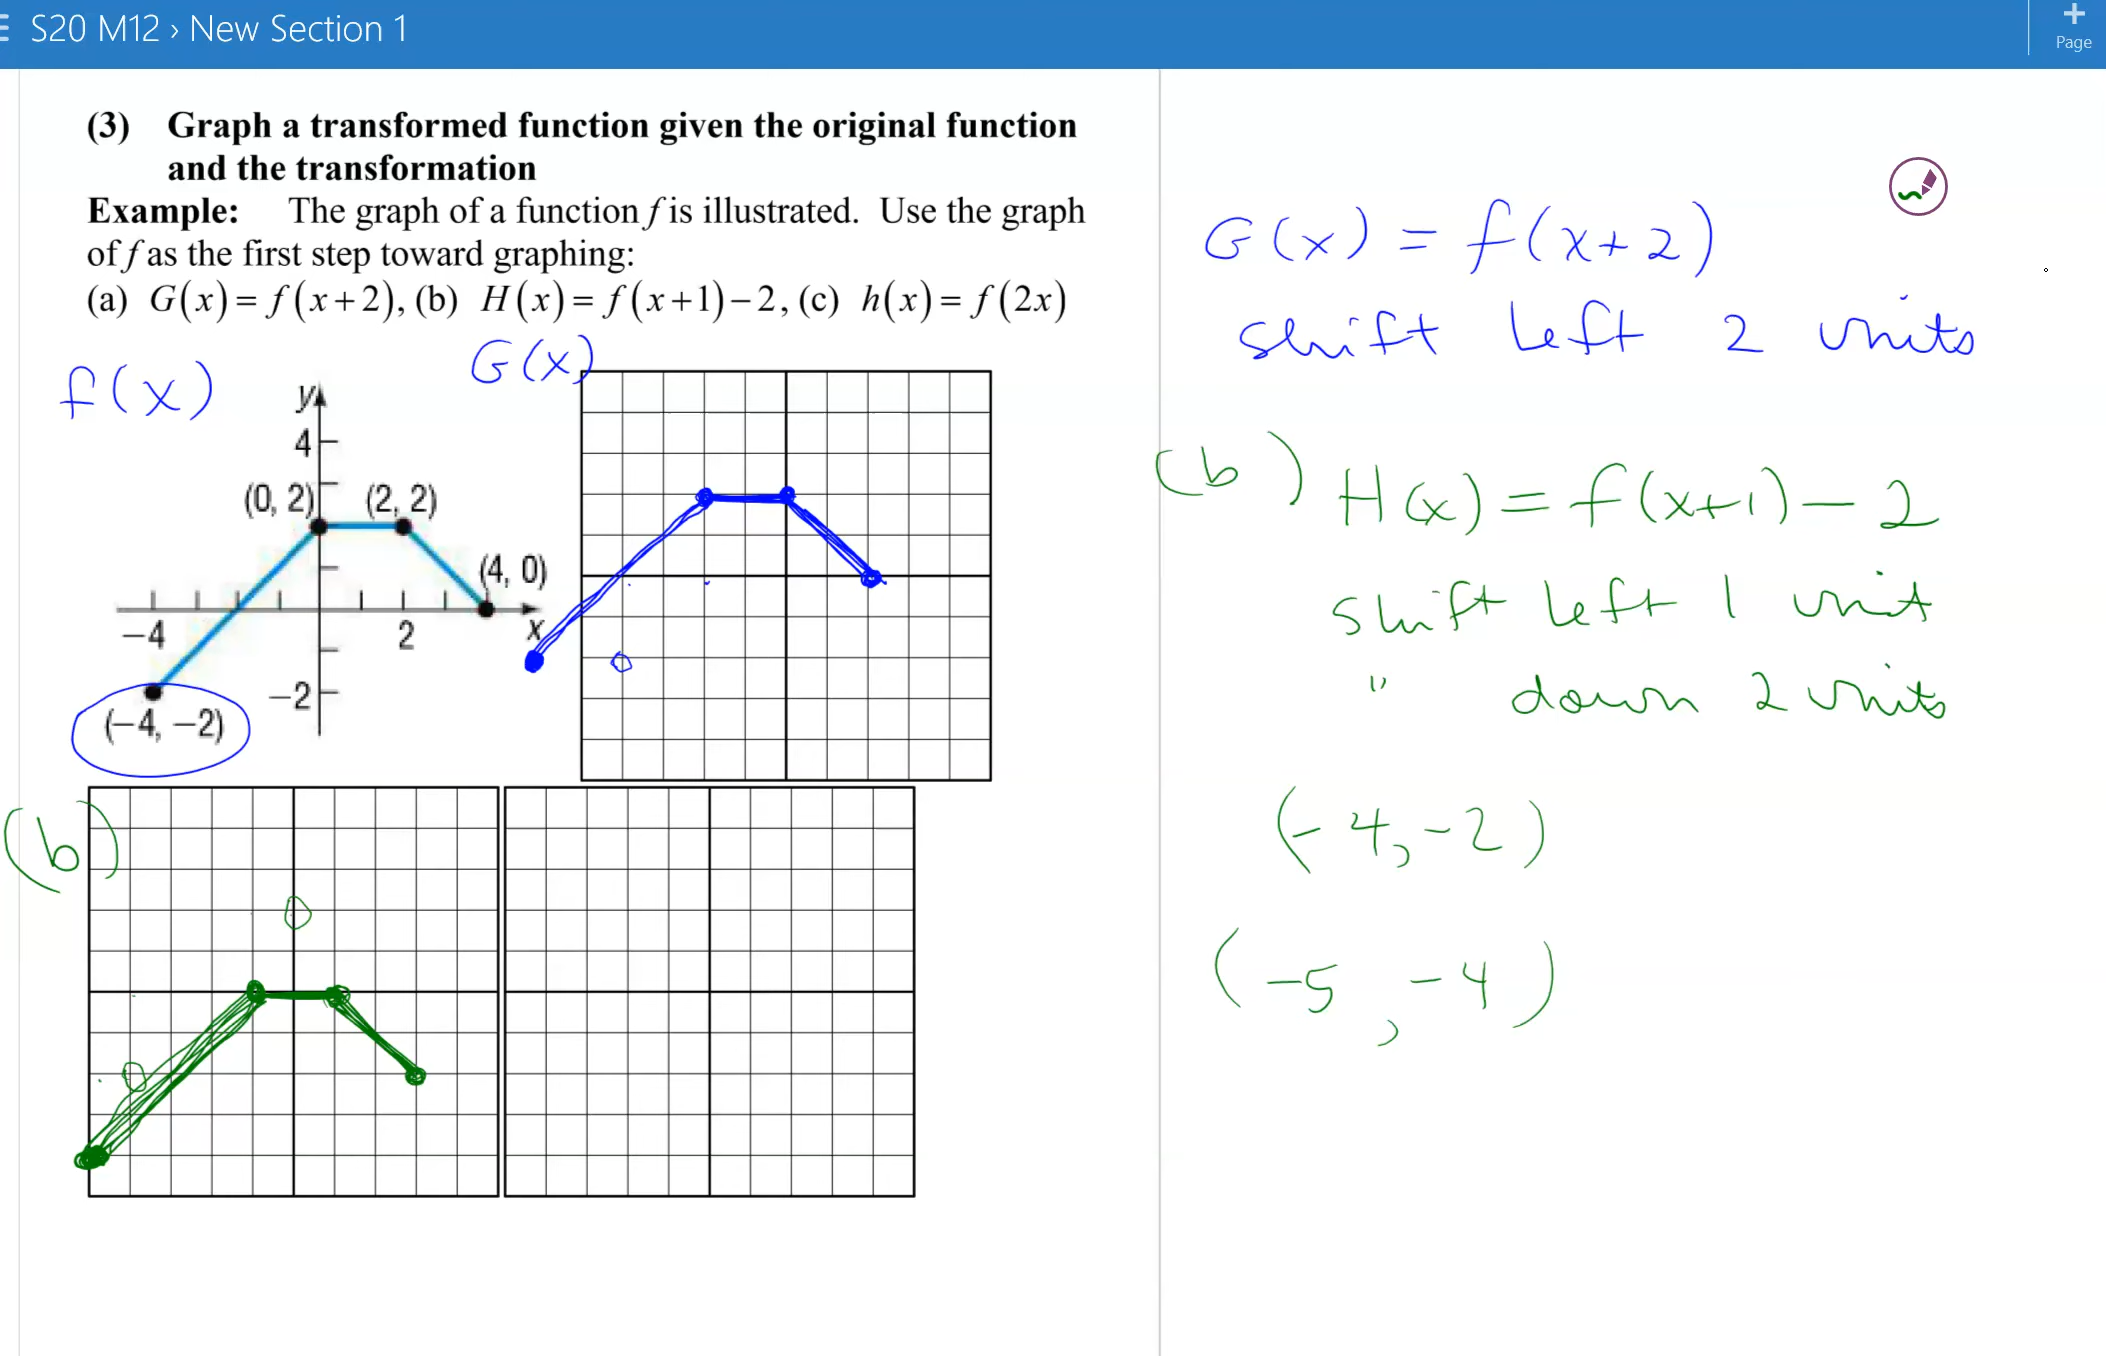 S20 M12 › New Section 1
+
Page
(3) Graph a transformed function given the original function
and the transformation
Example: The graph of a function f is illustrated. Use the graph
of f as the first step toward graphing:
(a) G(x) = f(x+2), (b) H(x) = f(x+1)−2, (c) h(x) = f(2x)
f(x)
G(x)
y
4
(0, 2)
(2, 2)
(4, 0)
−4
2
x
−2
(−4, −2)
(b)
G(x) = f(x+2)
shift left 2 units
(b) H(x) = f(x+1) − 2
shift left 1 unit
" down 2 units
(-4, -2)
(-5, -4)